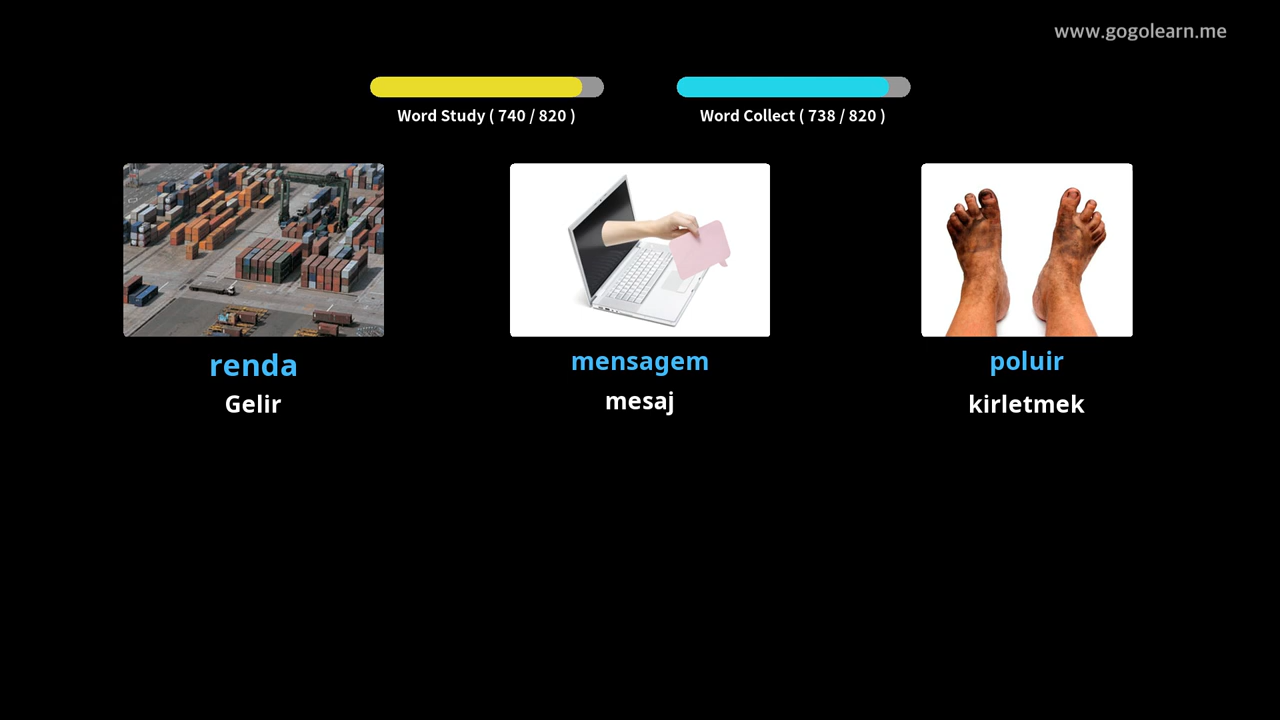 www.gogolearn.me
Word Study ( 740 / 820 )
Word Collect ( 738 / 820 )
renda
Gelir
mensagem
mesaj
poluir
kirletmek